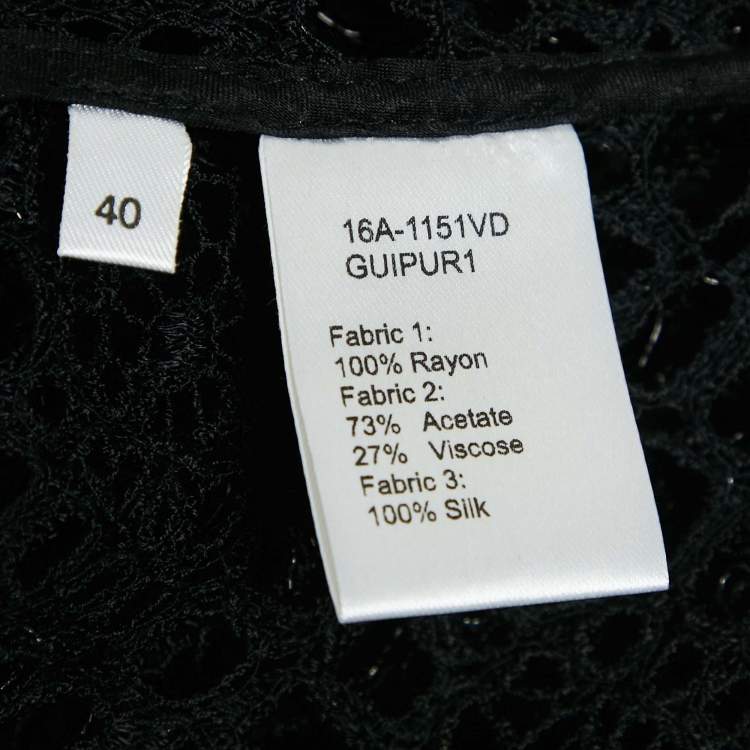 40
16A-1151VD
GUIPUR1
Fabric 1:
100% Rayon
Fabric 2:
73% Acetate
27% Viscose
Fabric 3:
100% Silk